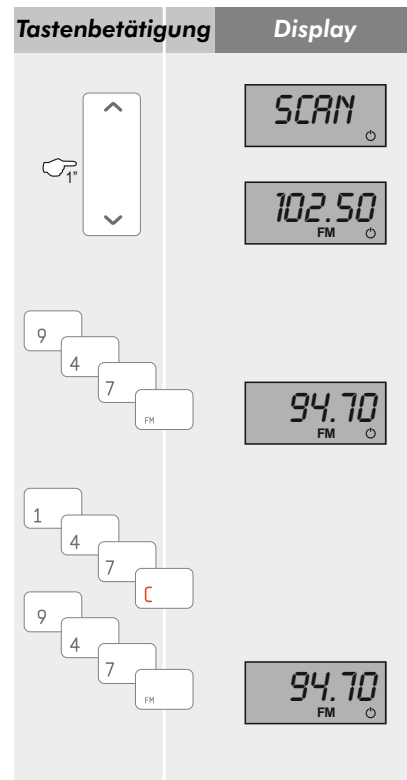 Tastenbetätigung Display
SCAN
1"
102.50
FM
9
4
7
FM
94.70
FM
1
4
7
C
9
4
7
FM
94.70
FM